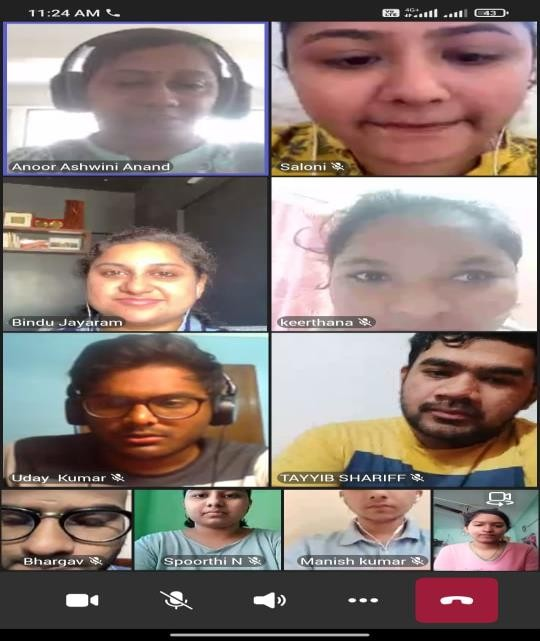 11:24 AM
4G+
43
Anoor Ashwini Anand
Saloni
Bindu Jayaram
keerthana
Uday Kumar
TAYYIB SHARIFF
Bhargav
Spoorthi N
Manish kumar